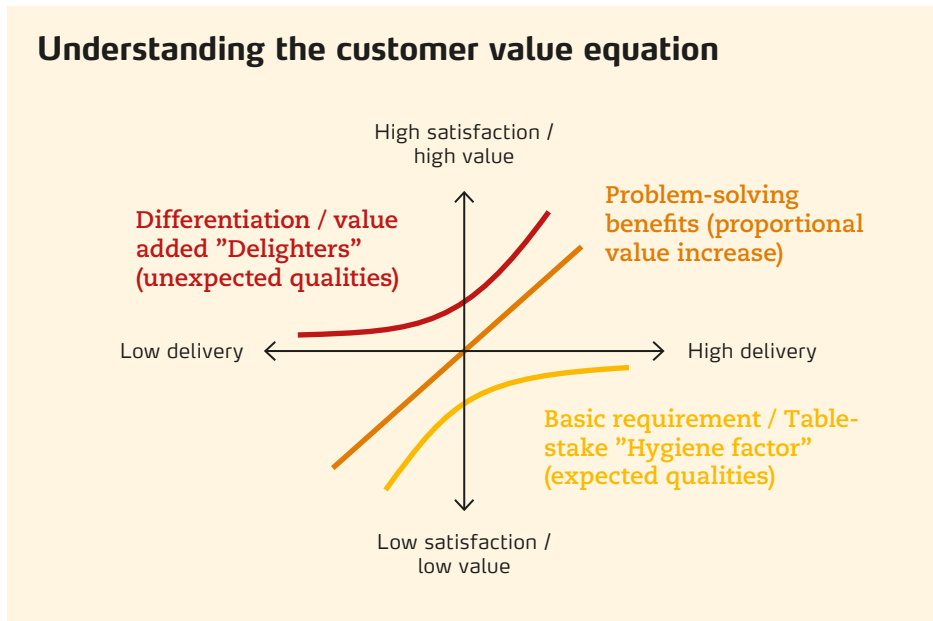 Understanding the customer value equation
High satisfaction /
high value
Differentiation / value
added ”Delighters”
(unexpected qualities)
Problem-solving
benefits (proportional
value increase)
Low delivery
High delivery
Basic requirement / Table-
stake ”Hygiene factor”
(expected qualities)
Low satisfaction /
low value